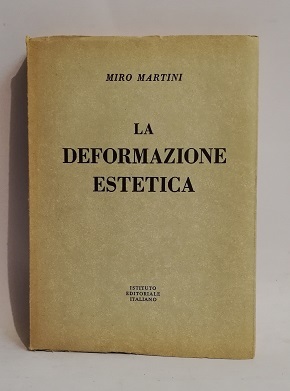 MIRO MARTINI
LA
DEFORMAZIONE
ESTETICA
ISTITUTO
EDITORIALE
ITALIANO